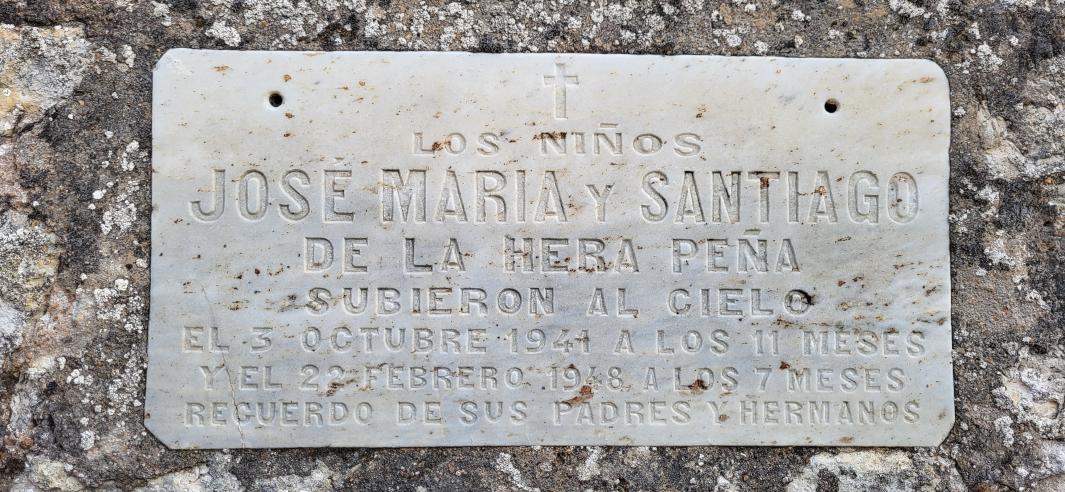 LOS NIÑOS
JOSÉ MARIA Y SANTIAGO
DE LA HERA PEÑA
SUBIERON AL CIELO
EL 3 OCTUBRE 1941 A LOS 11 MESES
Y EL 22 FEBRERO 1948 A LOS 7 MESES
RECUERDO DE SUS PADRES Y HERMANOS